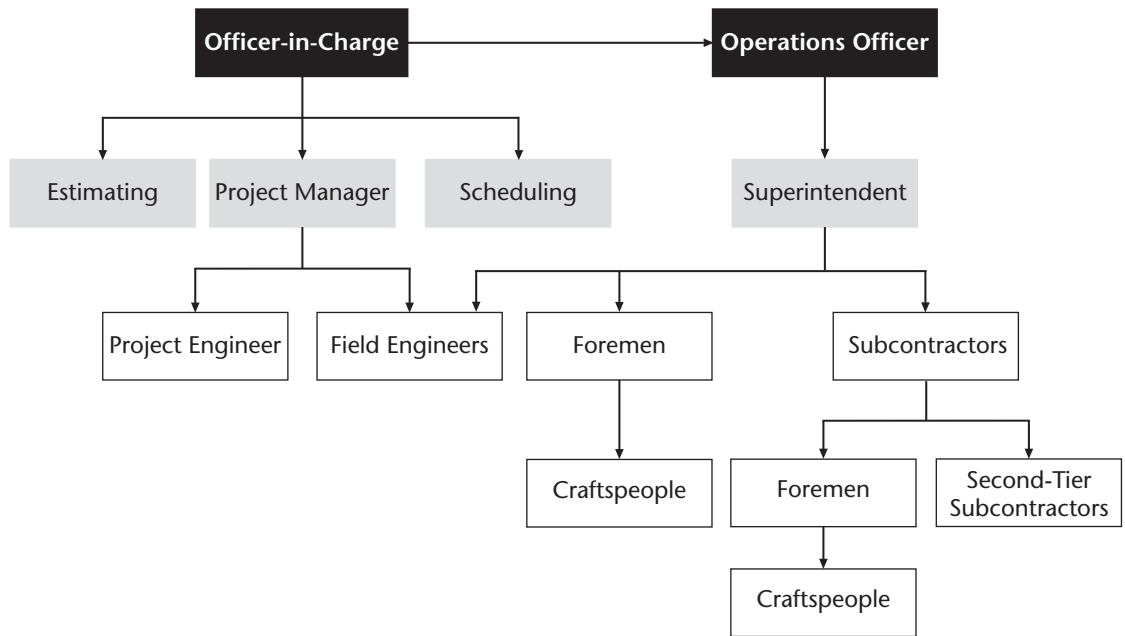 Officer-in-Charge
Operations Officer
Estimating
Project Manager
Scheduling
Superintendent
Project Engineer
Field Engineers
Foremen
Subcontractors
Craftspeople
Foremen
Second-Tier
Subcontractors
Craftspeople